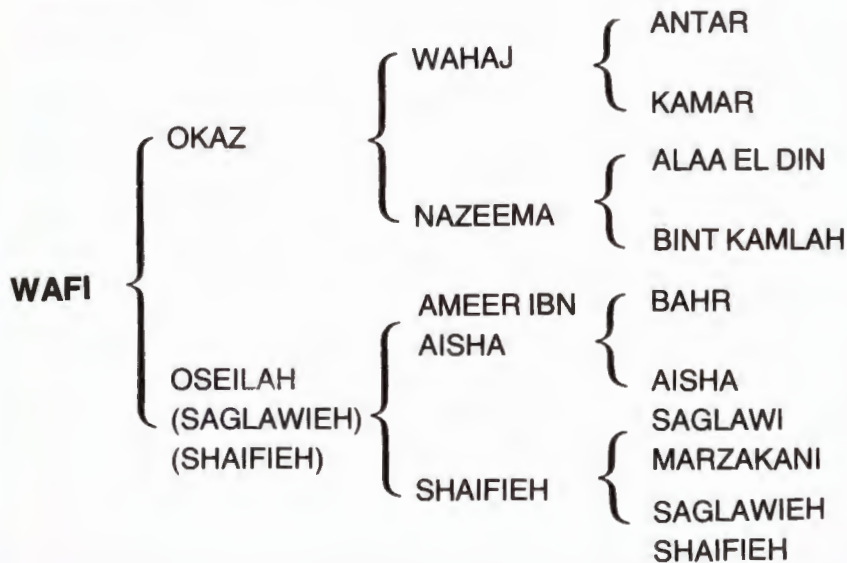 ANTAR
WAHAJ
KAMAR
OKAZ
ALAA EL DIN
NAZEEMA
BINT KAMLAH
WAFI
AMEER IBN
AISHA
BAHR
OSEILAH
(SAGLAWIEH)
(SHAIFIEH)
AISHA
SAGLAWI
MARZAKANI
SHAIFIEH
SAGLAWIEH
SHAIFIEH